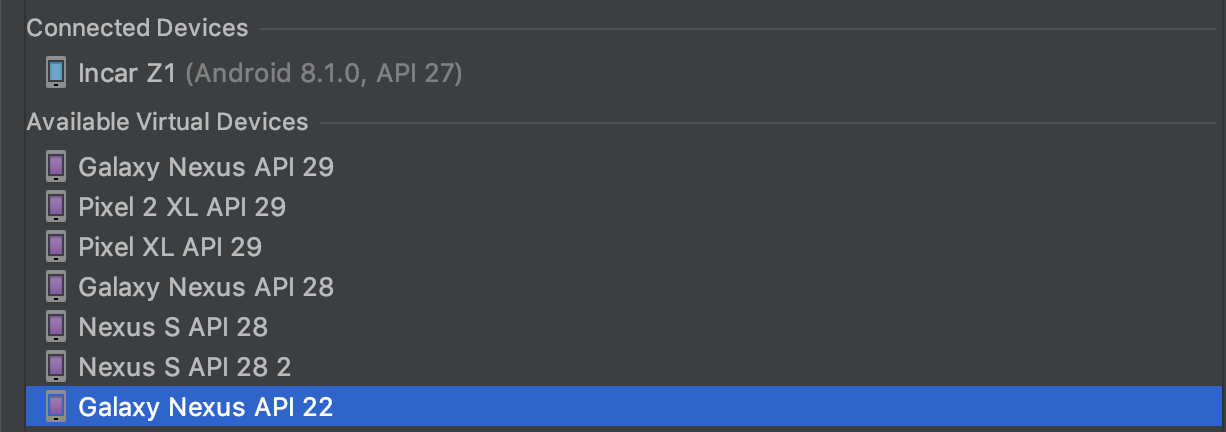 Connected Devices
Incar Z1 (Android 8.1.0, API 27)
Available Virtual Devices
Galaxy Nexus API 29
Pixel 2 XL API 29
Pixel XL API 29
Galaxy Nexus API 28
Nexus S API 28
Nexus S API 28 2
Galaxy Nexus API 22